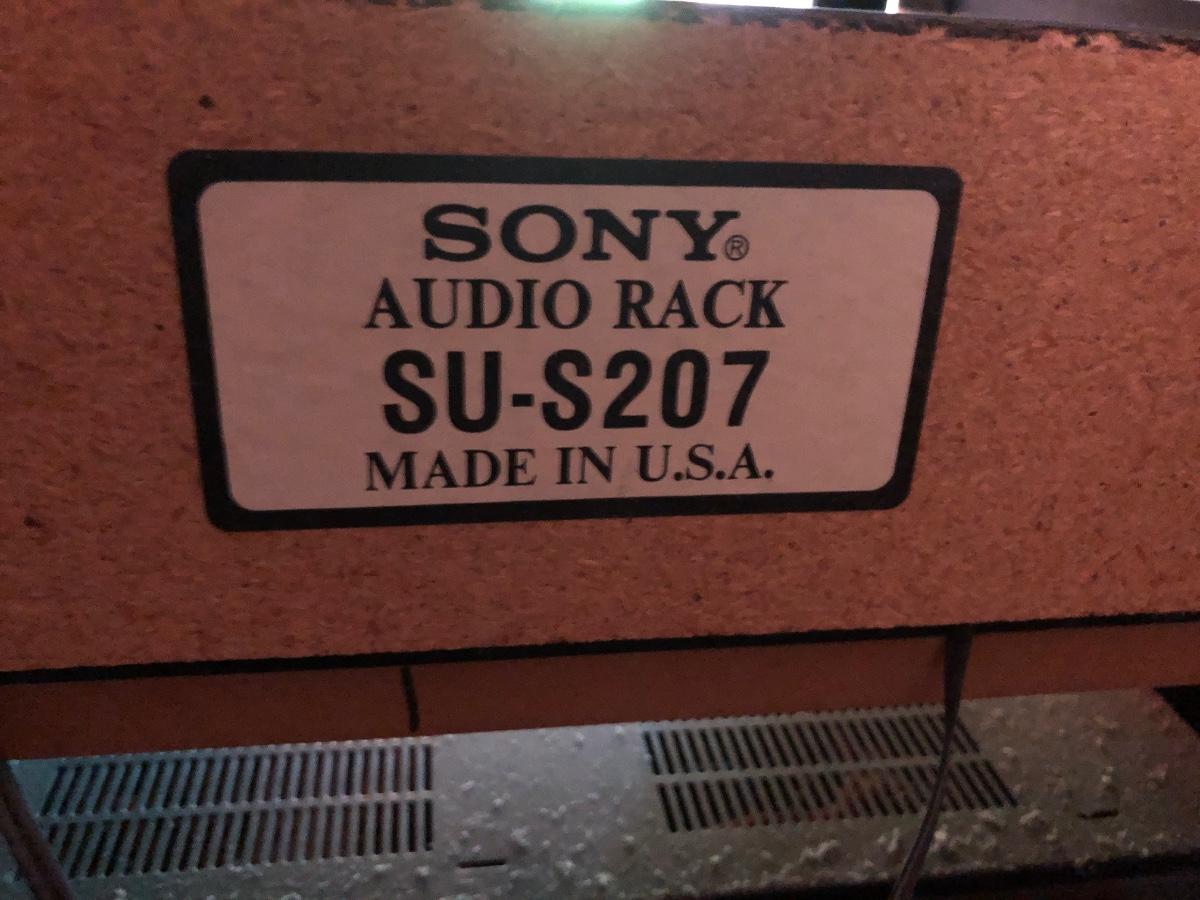 SONY®
AUDIO RACK
SU-S207
MADE IN U.S.A.